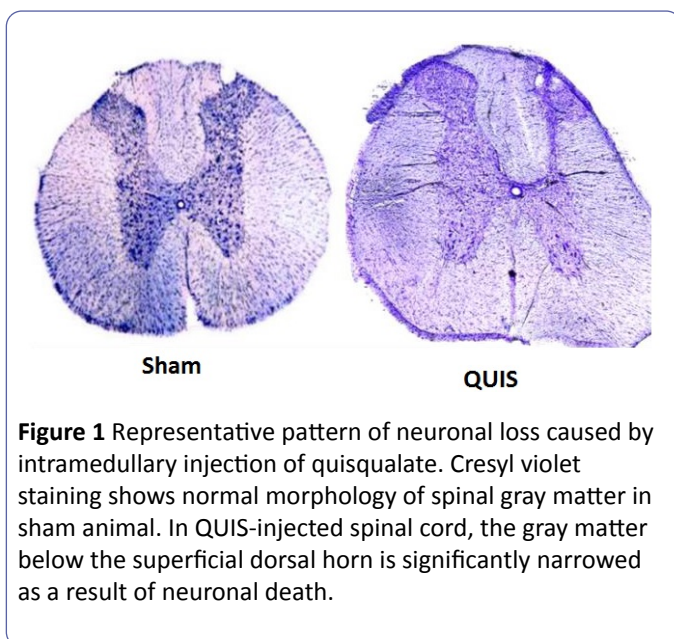 Sham
QUIS
Figure 1 Representative pattern of neuronal loss caused by
intramedullary injection of quisqualate. Cresyl violet
staining shows normal morphology of spinal gray matter in
sham animal. In QUIS-injected spinal cord, the gray matter
below the superficial dorsal horn is significantly narrowed
as a result of neuronal death.